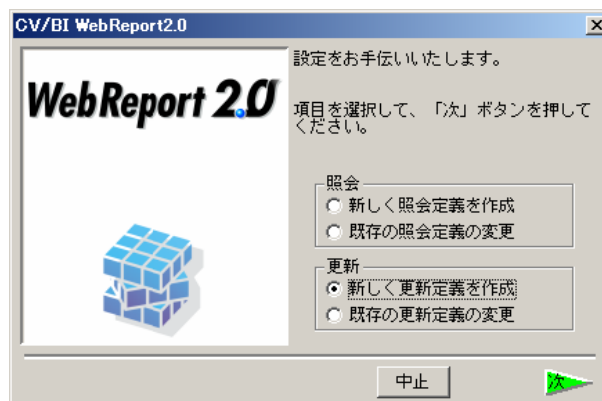 CV/BI WebReport2.0
WebReport 2.0
設定をお手伝いいたします。
項目を選択して、「次」ボタンを押して
ください。
照会
新しく照会定義を作成
既存の照会定義の変更
更新
新しく更新定義を作成
既存の更新定義の変更
中止
次